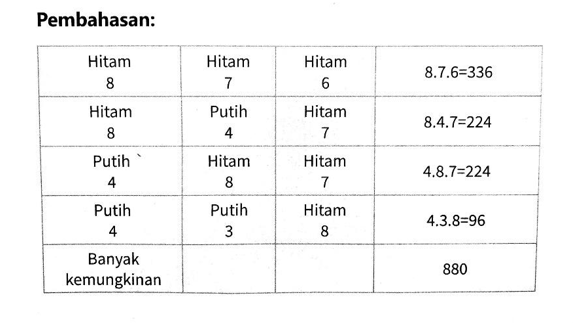 Pembahasan:
Hitam Hitam Hitam
8 7 6 8.7.6=336
Hitam Putih Hitam
8 4 7 8.4.7=224
Putih Hitam Hitam
4 8 7 4.8.7=224
Putih Putih Hitam
4 3 8 4.3.8=96
Banyak
kemungkinan 880